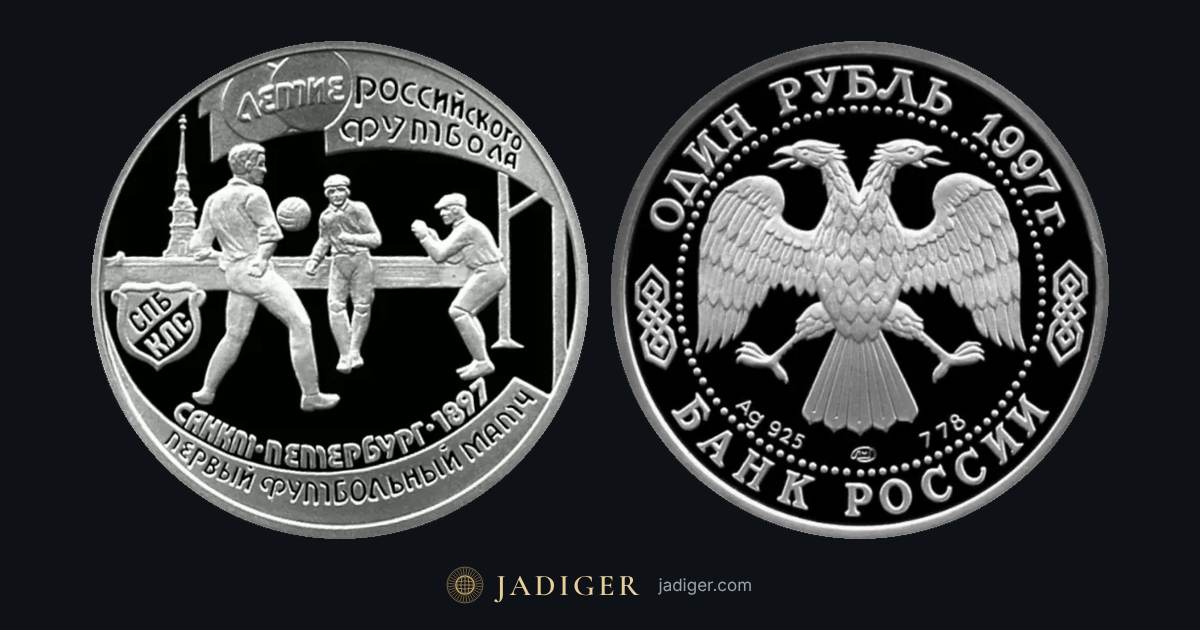 100
ЛЕТИЕ РОССИЙСКОГО
ФУТБОЛА
СПБ
КЛС
САНКТ-ПЕТЕРБУРГ·1897
ПЕРВЫЙ ФУТБОЛЬНЫЙ МАТЧ
ОДИН РУБЛЬ 1997г.
Ag 925
7 78
БАНК РОССИИ
JADIGER jadiger.com